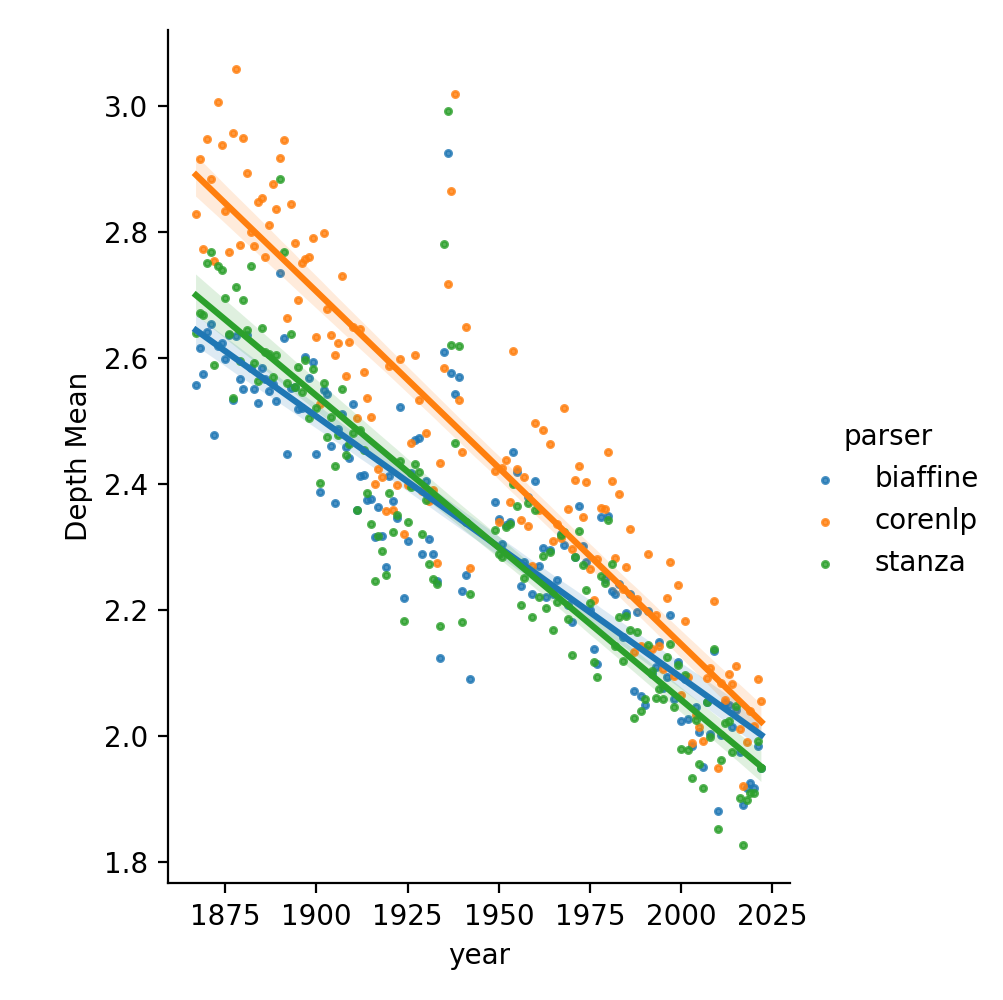 3.0
2.8
2.6
2.4
2.2
2.0
1.8
Depth Mean
1875 1900 1925 1950 1975 2000 2025
year
parser
biaffine
corenlp
stanza